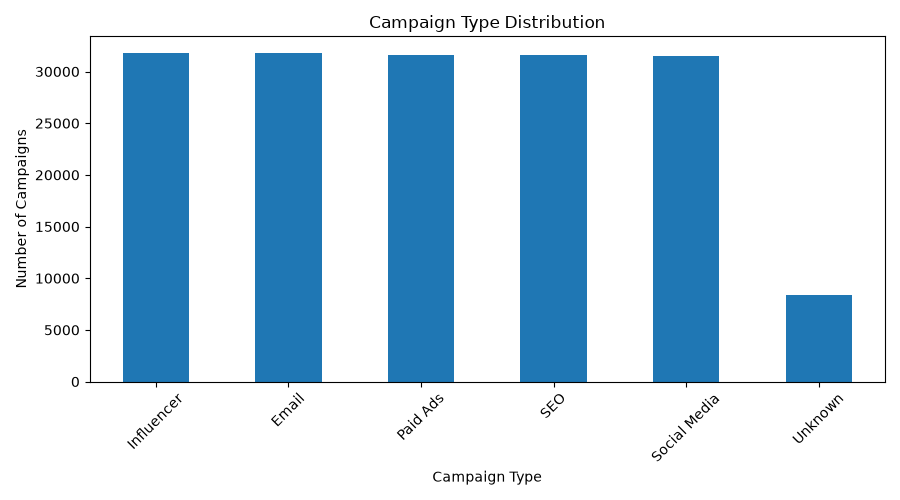 Campaign Type Distribution
Number of Campaigns
30000
25000
20000
15000
10000
5000
0
Influencer
Email
Paid Ads
SEO
Social Media
Unknown
Campaign Type